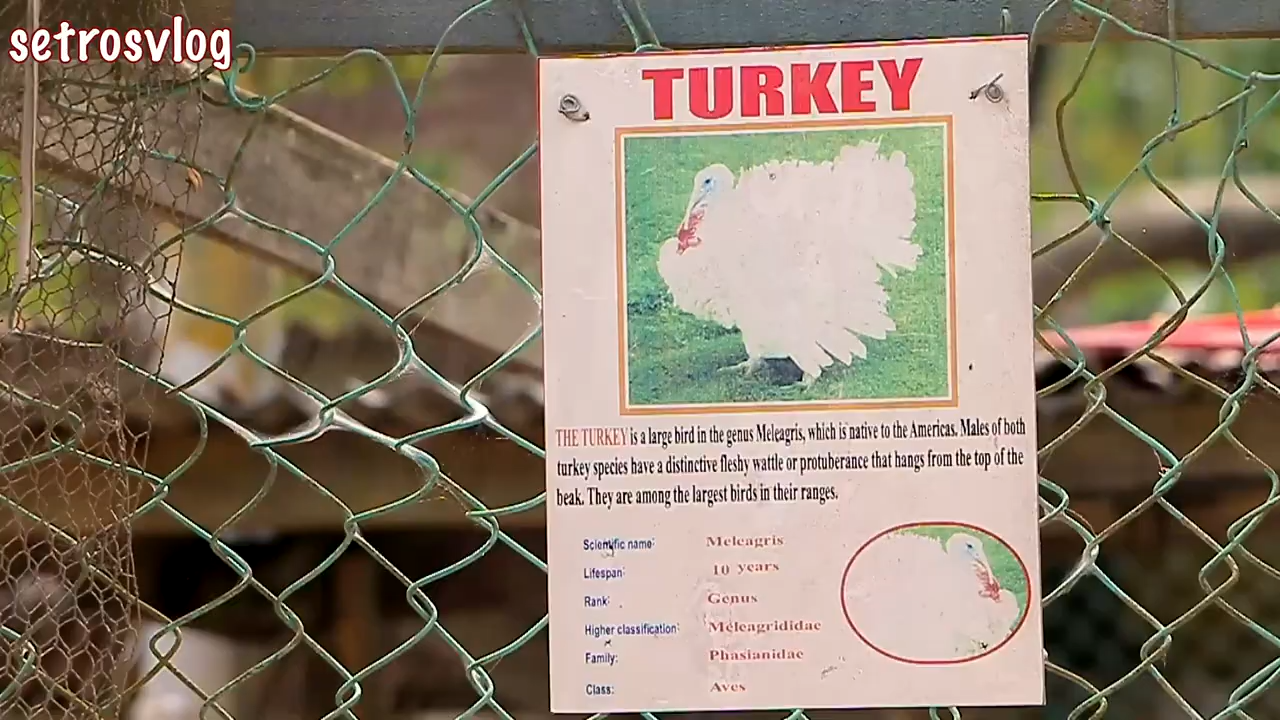 setrosvlog
TURKEY
THE TURKEY is a large bird in the genus Meleagris, which is native to the Americas. Males of both
turkey species have a distinctive fleshy wattle or protuberance that hangs from the top of the
beak. They are among the largest birds in their ranges.
Scientific name: Meleagris
Lifespan: 10 years
Rank: Genus
Higher classification: Meleagrididae
Family: Phasianidae
Class: Aves